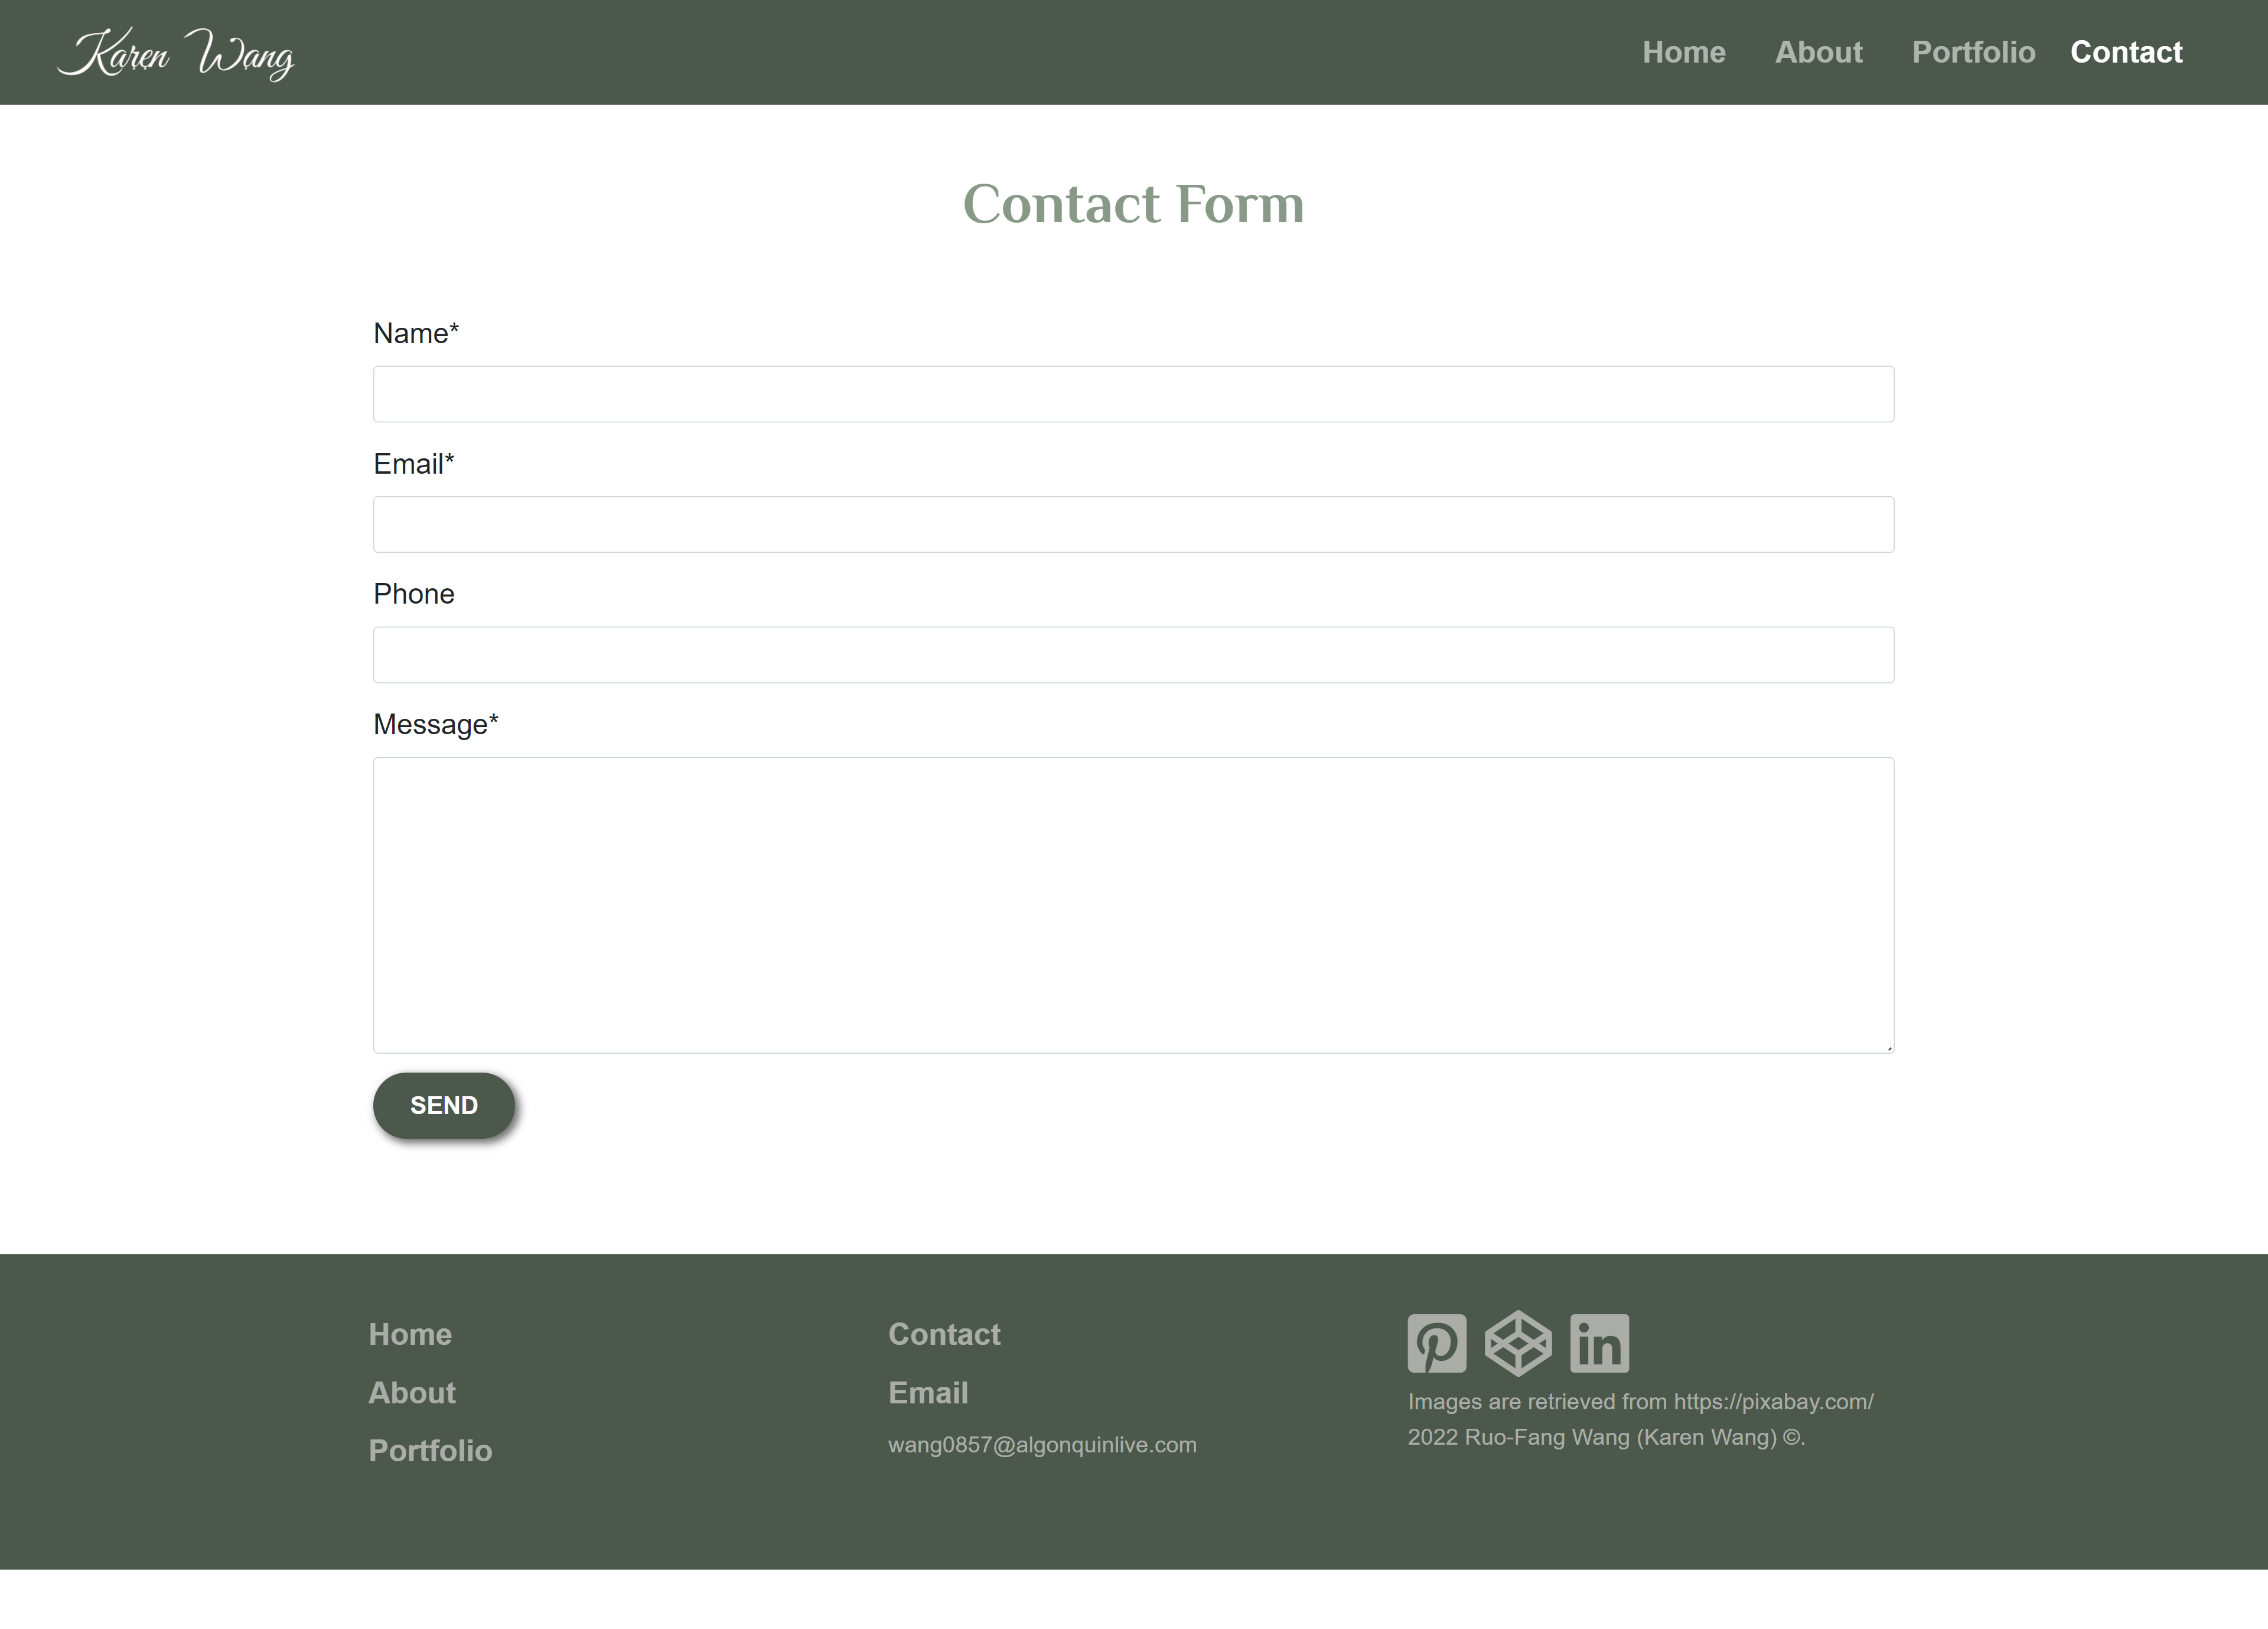 Karen Wang
Home About Portfolio Contact
Contact Form
Name*
Email*
Phone
Message*
SEND
Home
About
Portfolio
Contact
Email
wang0857@algonquinlive.com
Images are retrieved from https://pixabay.com/
2022 Ruo-Fang Wang (Karen Wang) ©.